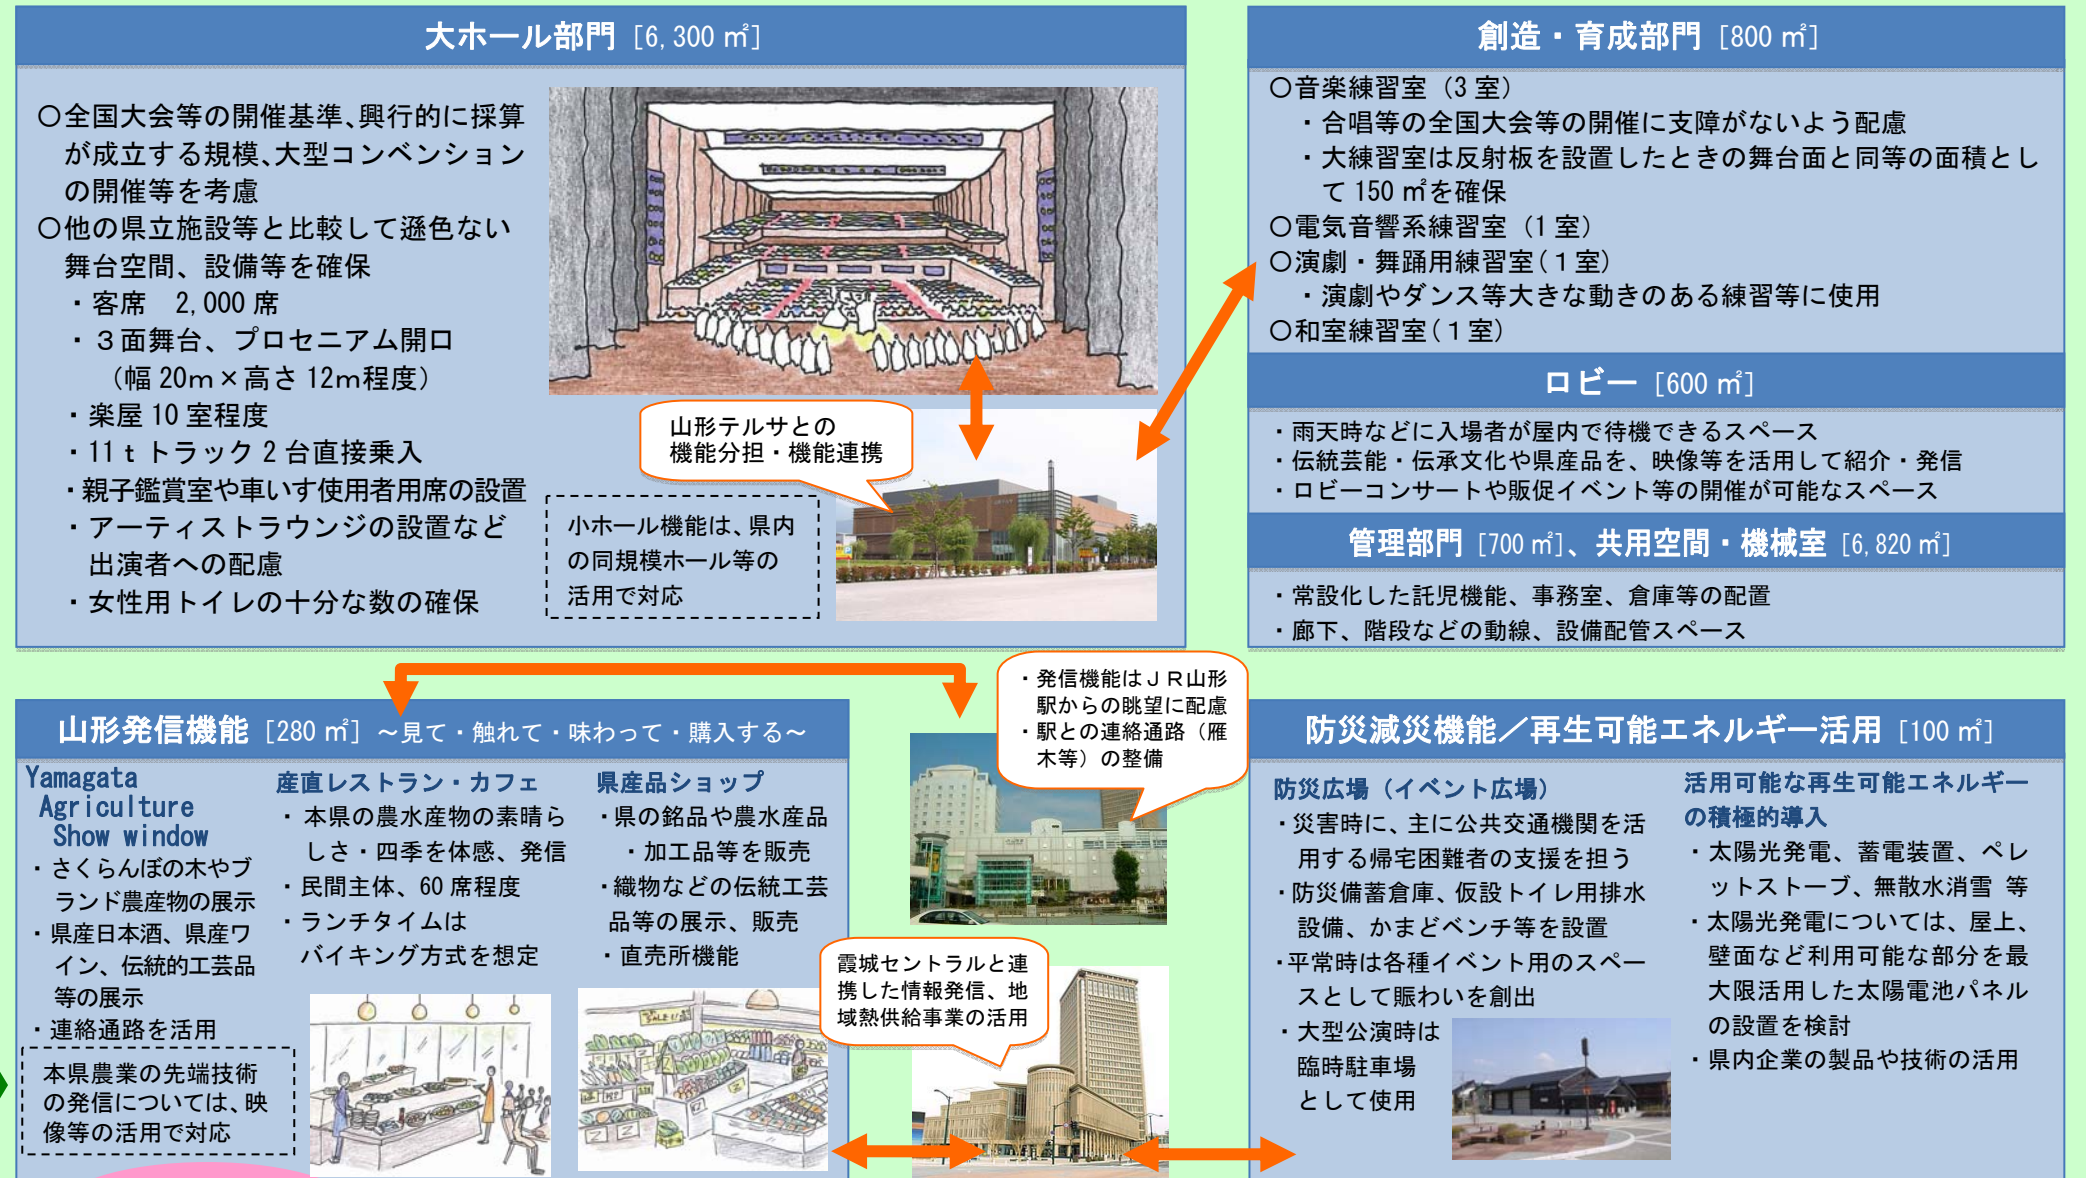 大ホール部門［6,300 ㎡］
○全国大会等の開催基準、興行的に採算
が成立する規模、大型コンベンション
の開催等を考慮
○他の県立施設等と比較して遜色ない
舞台空間、設備等を確保
・客席　2,000 席
・３面舞台、プロセニアム開口
（幅 20ｍ×高さ 12ｍ程度）
・楽屋 10 室程度
・11ｔトラック 2 台直接乗入
・親子鑑賞室や車いす使用者用席の設置
・アーティストラウンジの設置など
出演者への配慮
・女性用トイレの十分な数の確保
山形テルサとの
機能分担・機能連携
小ホール機能は、県内
の同規模ホール等の
活用で対応
創造・育成部門［800 ㎡］
○音楽練習室（3 室）
・合唱等の全国大会等の開催に支障がないよう配慮
・大練習室は反射板を設置したときの舞台面と同等の面積とし
て 150 ㎡を確保
○電気音響系練習室（1 室）
○演劇・舞踊用練習室（１室）
・演劇やダンス等大きな動きのある練習等に使用
○和室練習室（１室）
ロビー［600 ㎡］
・雨天時などに入場者が屋内で待機できるスペース
・伝統芸能・伝承文化や県産品を、映像等を活用して紹介・発信
・ロビーコンサートや販促イベント等の開催が可能なスペース
管理部門［700 ㎡］、共用空間・機械室［6,820 ㎡］
・常設化した託児機能、事務室、倉庫等の配置
・廊下、階段などの動線、設備配管スペース
山形発信機能［280 ㎡］～見て・触れて・味わって・購入する～
Yamagata
Agriculture
Show window
・さくらんぼの木やブ
ランド農産物の展示
・県産日本酒、県産ワ
イン、伝統的工芸品
等の展示
・連絡通路を活用
本県農業の先端技術
の発信については、映
像等の活用で対応
産直レストラン・カフェ
・本県の農水産物の素晴ら
しさ・四季を体感、発信
・民間主体、60 席程度
・ランチタイムは
バイキング方式を想定
県産品ショップ
・県の銘品や農水産品
・加工品等を販売
・織物などの伝統工芸
品等の展示、販売
・直売所機能
・発信機能はＪＲ山形
駅からの眺望に配慮
・駅との連絡通路（雁
木等）の整備
霞城セントラルと連
携した情報発信、地
域熱供給事業の活用
防災減災機能／再生可能エネルギー活用［100 ㎡］
防災広場（イベント広場）
・災害時に、主に公共交通機関を活
用する帰宅困難者の支援を担う
・防災備蓄倉庫、仮設トイレ用排水
設備、かまどベンチ等を設置
・平常時は各種イベント用のスペー
スとして賑わいを創出
・大型公演時は
臨時駐車場
として使用
活用可能な再生可能エネルギー
の積極的導入
・太陽光発電、蓄電装置、ペレ
ットストーブ、無散水消雪 等
・太陽光発電については、屋上、
壁面など利用可能な部分を最
大限活用した太陽電池パネル
の設置を検討
・県内企業の製品や技術の活用